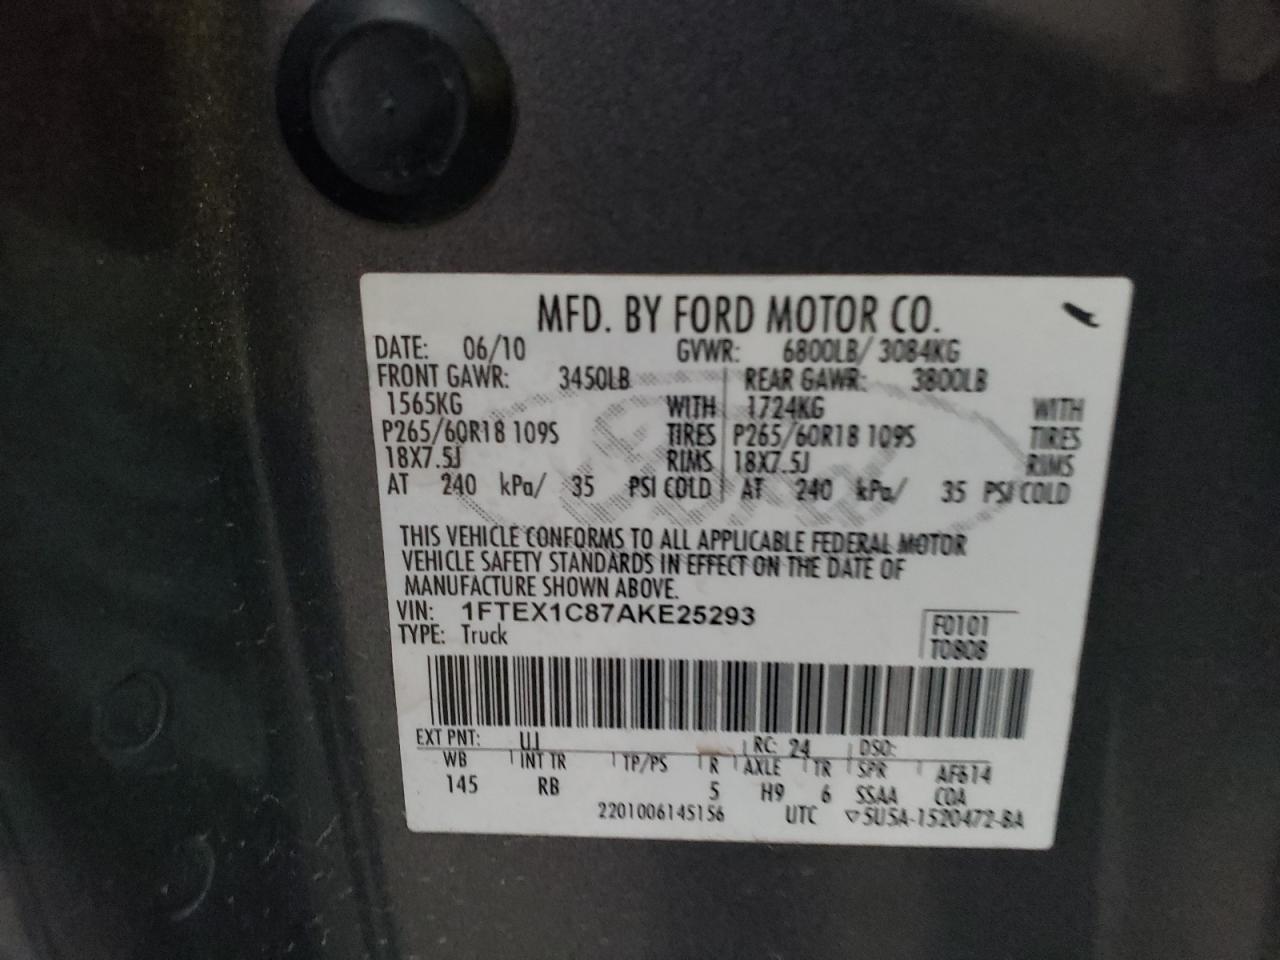 MFD. BY FORD MOTOR CO.
DATE: 06/10 GVWR: 6800LB/ 3084KG
FRONT GAWR: 3450LB REAR GAWR: 3800LB
1565KG WITH 1724KG WITH
P265/60R18 109S TIRES P265/60R18 109S TIRES
18X7.5J RIMS 18X7.5J RIMS
AT 240 kPa/ 35 PSI COLD AT 240 kPa/ 35 PSI COLD
THIS VEHICLE CONFORMS TO ALL APPLICABLE FEDERAL MOTOR
VEHICLE SAFETY STANDARDS IN EFFECT ON THE DATE OF
MANUFACTURE SHOWN ABOVE.
VIN: 1FTEX1C87AKE25293
TYPE: Truck
F0101
T0808
EXT PNT: UJ RC: 24 DSO:
WB INT TR TP/PS R AXLE TR SPR AF614
145 RB 5 H9 6 SSAA COA
2201006145156 UTC ▽5U5A-1520472-BA